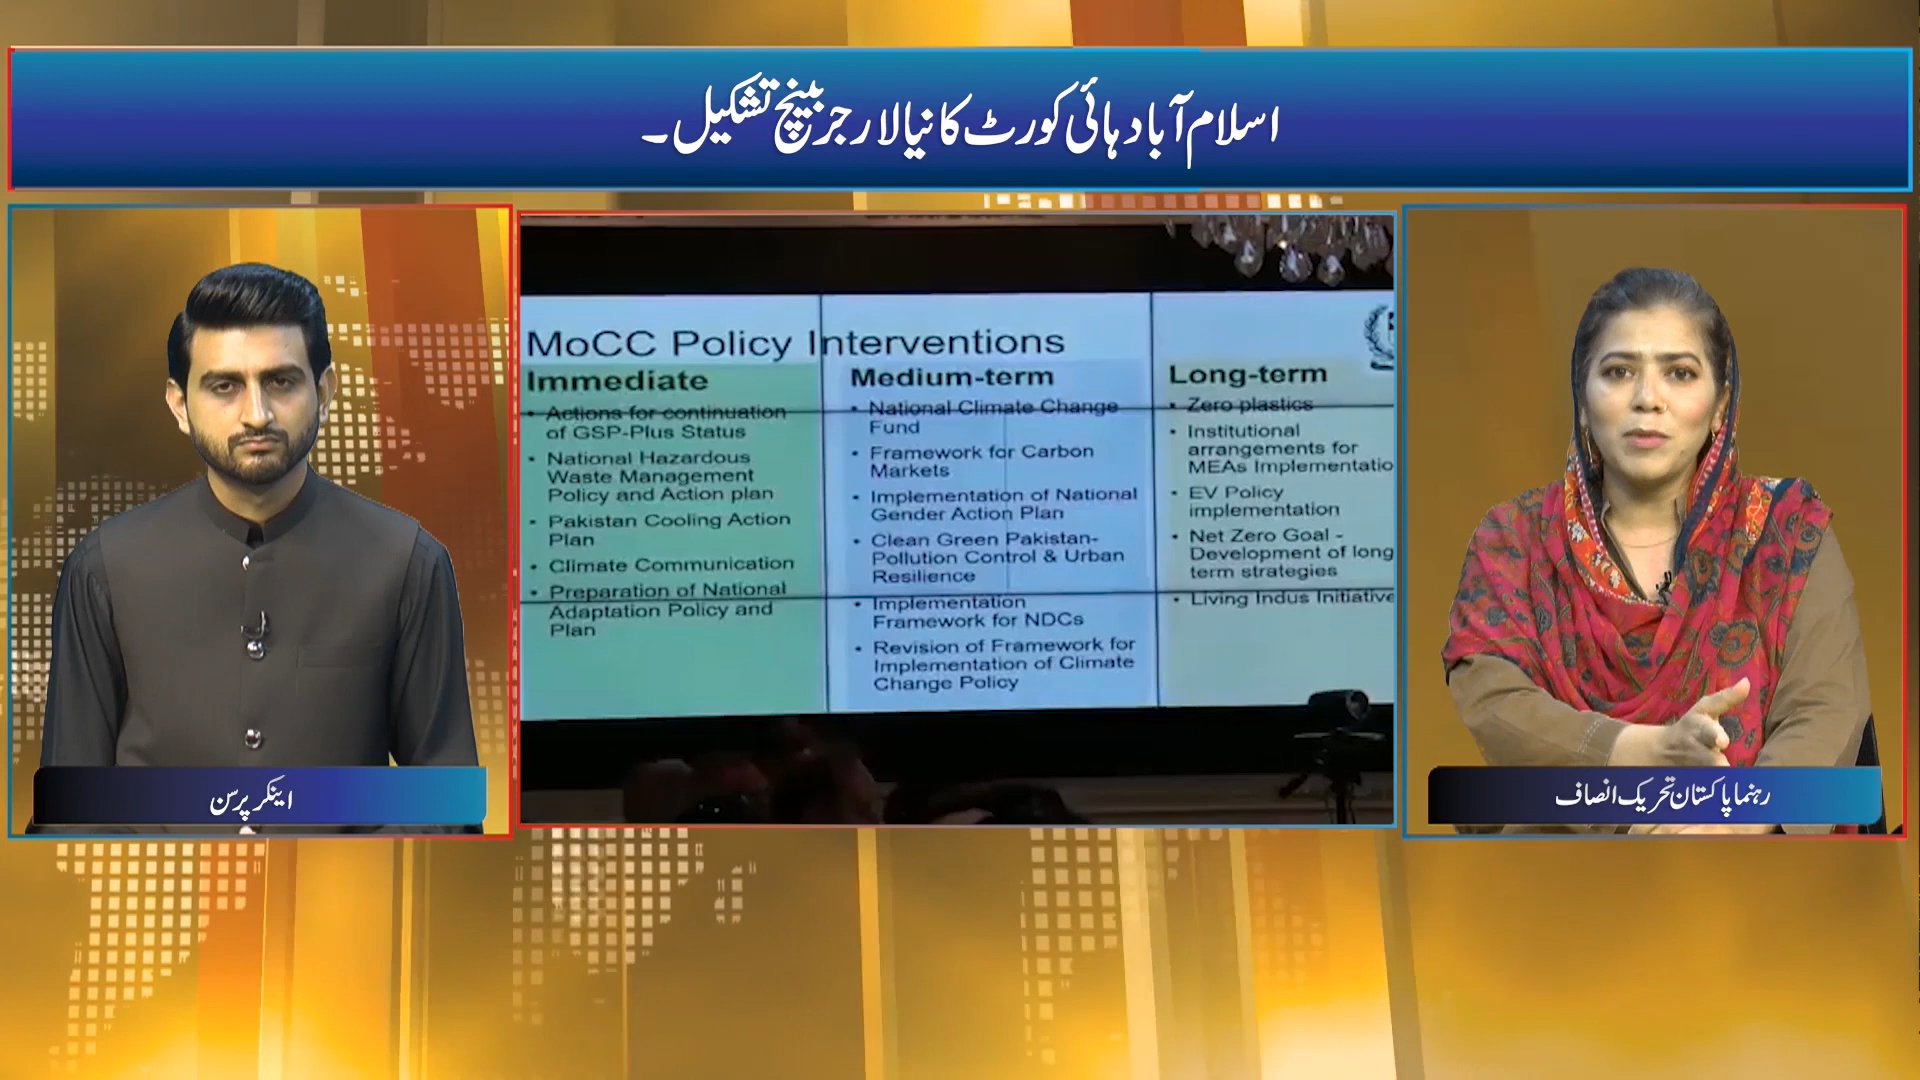 اسلام آباد ہائی کورٹ کا نیا لارجر بینچ تشکیل ۔
MoCC Policy Interventions
Immediate
• Actions for continuation
of GSP-Plus Status
• National Hazardous
Waste Management
Policy and Action plan
• Pakistan Cooling Action
Plan
• Climate Communication
• Preparation of National
Adaptation Policy and
Plan
Medium-term
• National Climate Change
Fund
• Framework for Carbon
Markets
• Implementation of National
Gender Action Plan
• Clean Green Pakistan-
Pollution Control & Urban
Resilience
• Implementation
Framework for NDCs
• Revision of Framework for
Implementation of Climate
Change Policy
Long-term
• Zero plastics
• Institutional
arrangements for
MEAs Implementatio
• EV Policy
implementation
• Net Zero Goal -
Development of long
term strategies
• Living Indus Initiative
اینکر پرسن
رہنما پاکستان تحریک انصاف